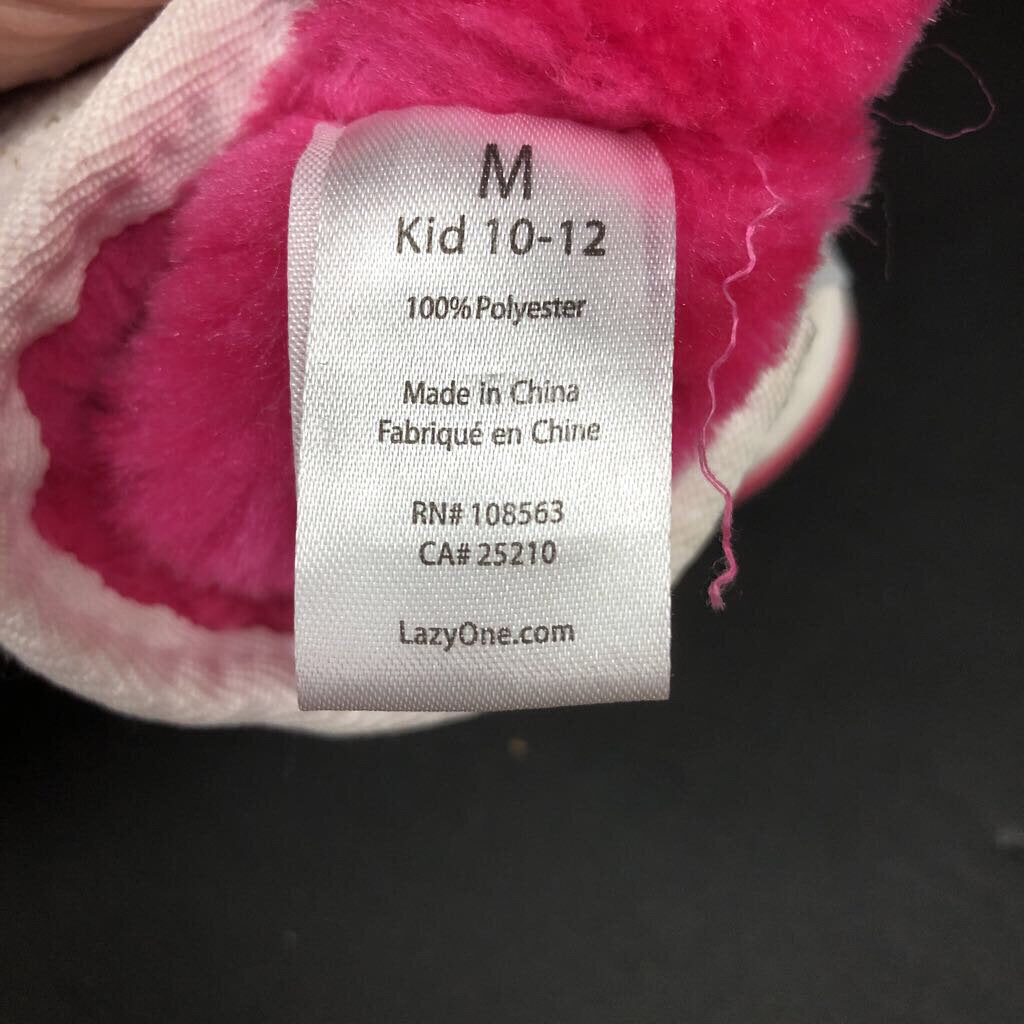 M
Kid 10-12
100% Polyester
Made in China
Fabriqué en Chine
RN# 108563
CA# 25210
LazyOne.com